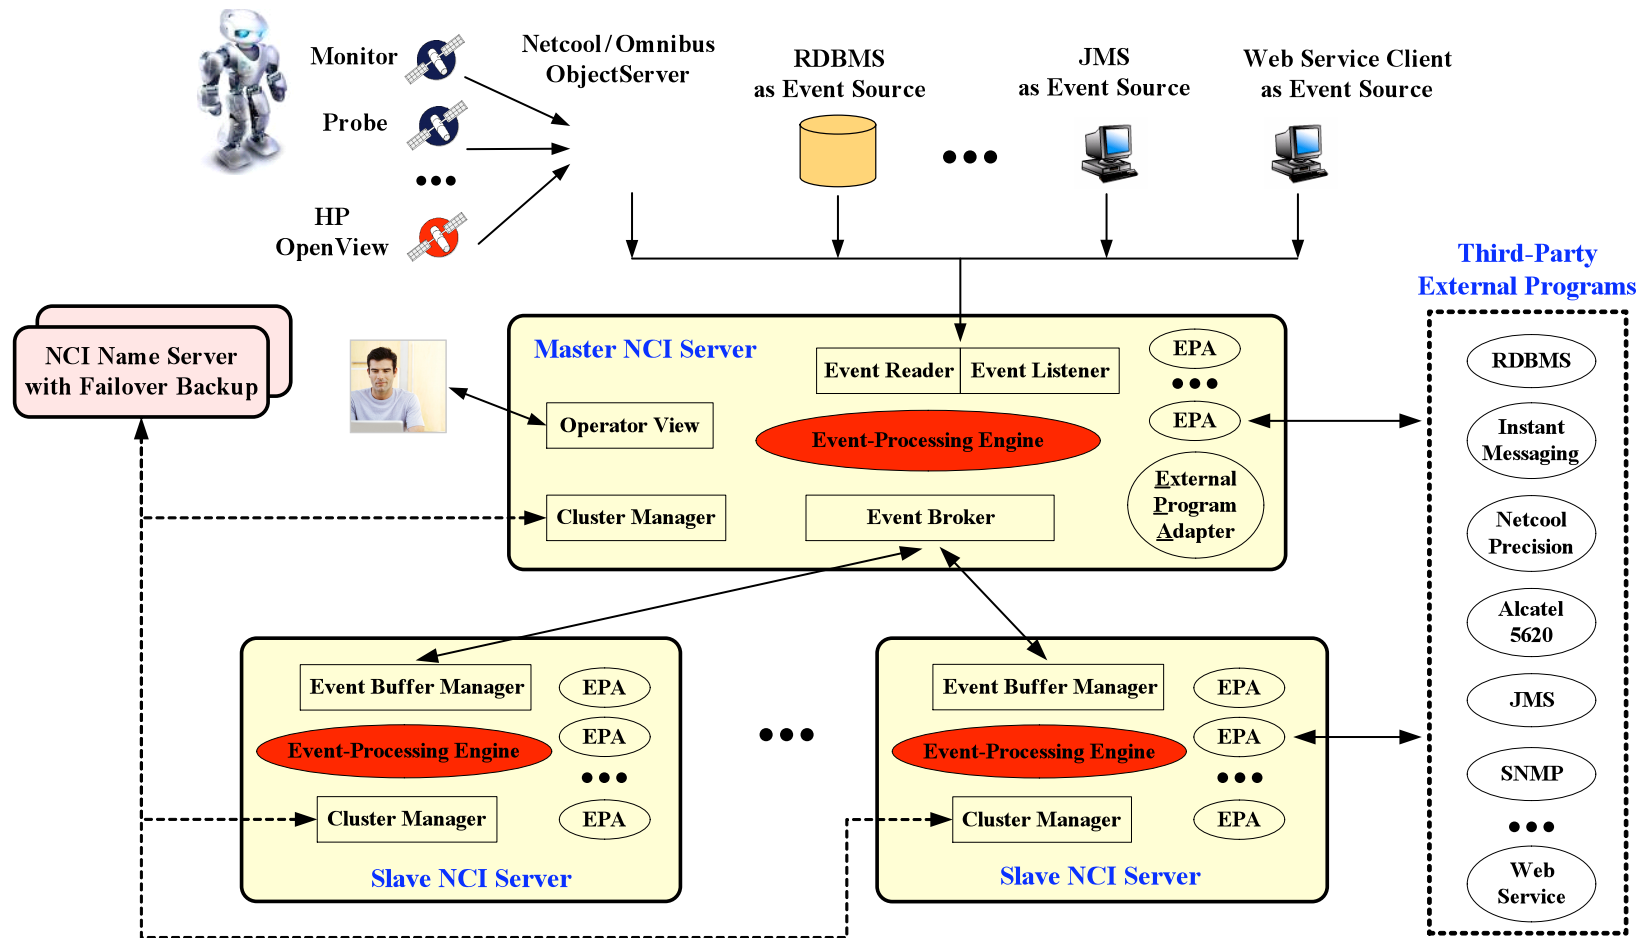 Monitor
Probe
HP
OpenView
Netcool/Omnibus
ObjectServer
RDBMS
as Event Source
JMS
as Event Source
Web Service Client
as Event Source
Third-Party
External Programs
NCI Name Server
with Failover Backup
Master NCI Server
Event Reader
Event Listener
EPA
EPA
Operator View
Event-Processing Engine
External
Program
Adapter
Cluster Manager
Event Broker
RDBMS
Instant
Messaging
Netcool
Precision
Alcatel
5620
JMS
SNMP
Web
Service
Event Buffer Manager
EPA
Event-Processing Engine
EPA
Cluster Manager
EPA
Slave NCI Server
Event Buffer Manager
EPA
Event-Processing Engine
EPA
Cluster Manager
EPA
Slave NCI Server